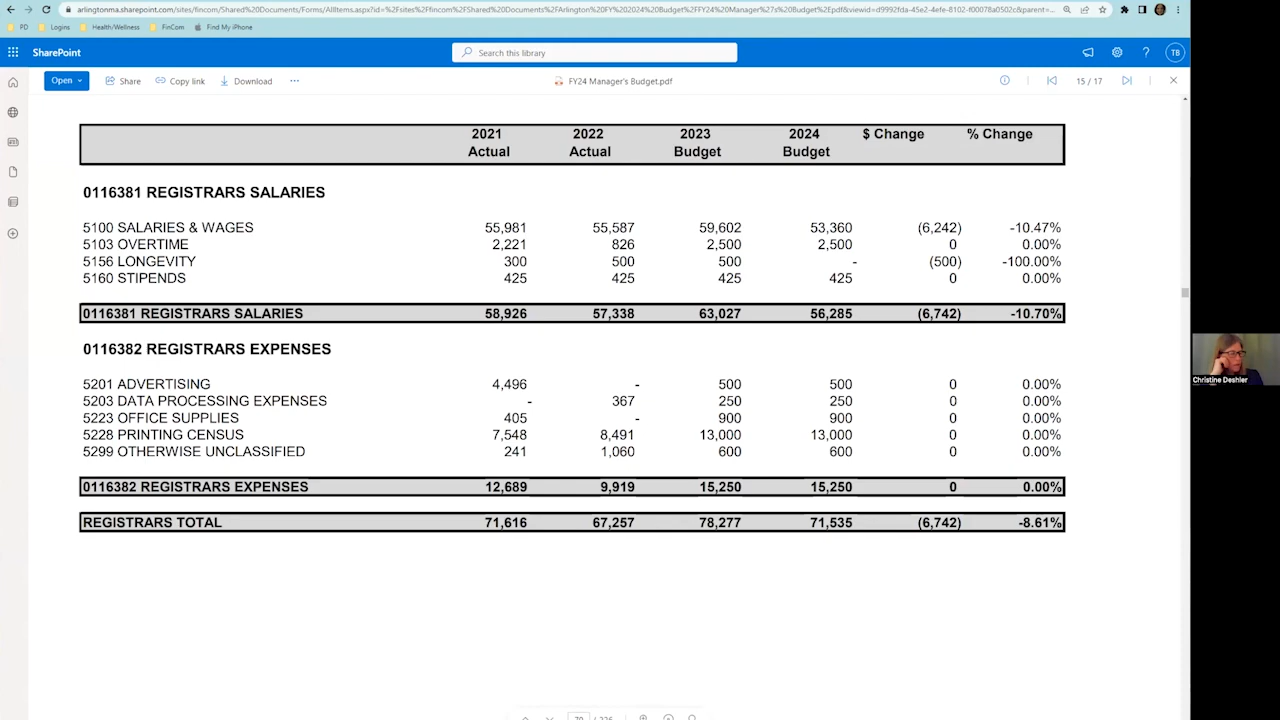 arlingtonma.sharepoint.com/sites/fincom/Shared%20Documents/Forms/AllItems.aspx?id=%2Fsites%2Ffincom%2FShared%20Documents%2FArlington%20FY%202024%20Budget%2FFY24%20Manager%27s%20Budget%2Epdf&viewid=d9992fda-45e2-4efe-8102-f00078a0502c&parent=...
PD Logins Health/Wellness FinCom Find My iPhone
SharePoint
Search this library
TB
Open Share Copy link Download ...
FY24 Manager's Budget.pdf
15 / 17
2021 2022 2023 2024 $ Change % Change
Actual Actual Budget Budget
0116381 REGISTRARS SALARIES
5100 SALARIES & WAGES 55,981 55,587 59,602 53,360 (6,242) -10.47%
5103 OVERTIME 2,221 826 2,500 2,500 0 0.00%
5156 LONGEVITY 300 500 500 - (500) -100.00%
5160 STIPENDS 425 425 425 425 0 0.00%
0116381 REGISTRARS SALARIES 58,926 57,338 63,027 56,285 (6,742) -10.70%
0116382 REGISTRARS EXPENSES
5201 ADVERTISING 4,496 - 500 500 0 0.00%
5203 DATA PROCESSING EXPENSES - 367 250 250 0 0.00%
5223 OFFICE SUPPLIES 405 - 900 900 0 0.00%
5228 PRINTING CENSUS 7,548 8,491 13,000 13,000 0 0.00%
5299 OTHERWISE UNCLASSIFIED 241 1,060 600 600 0 0.00%
0116382 REGISTRARS EXPENSES 12,689 9,919 15,250 15,250 0 0.00%
REGISTRARS TOTAL 71,616 67,257 78,277 71,535 (6,742) -8.61%
Christine Deshler